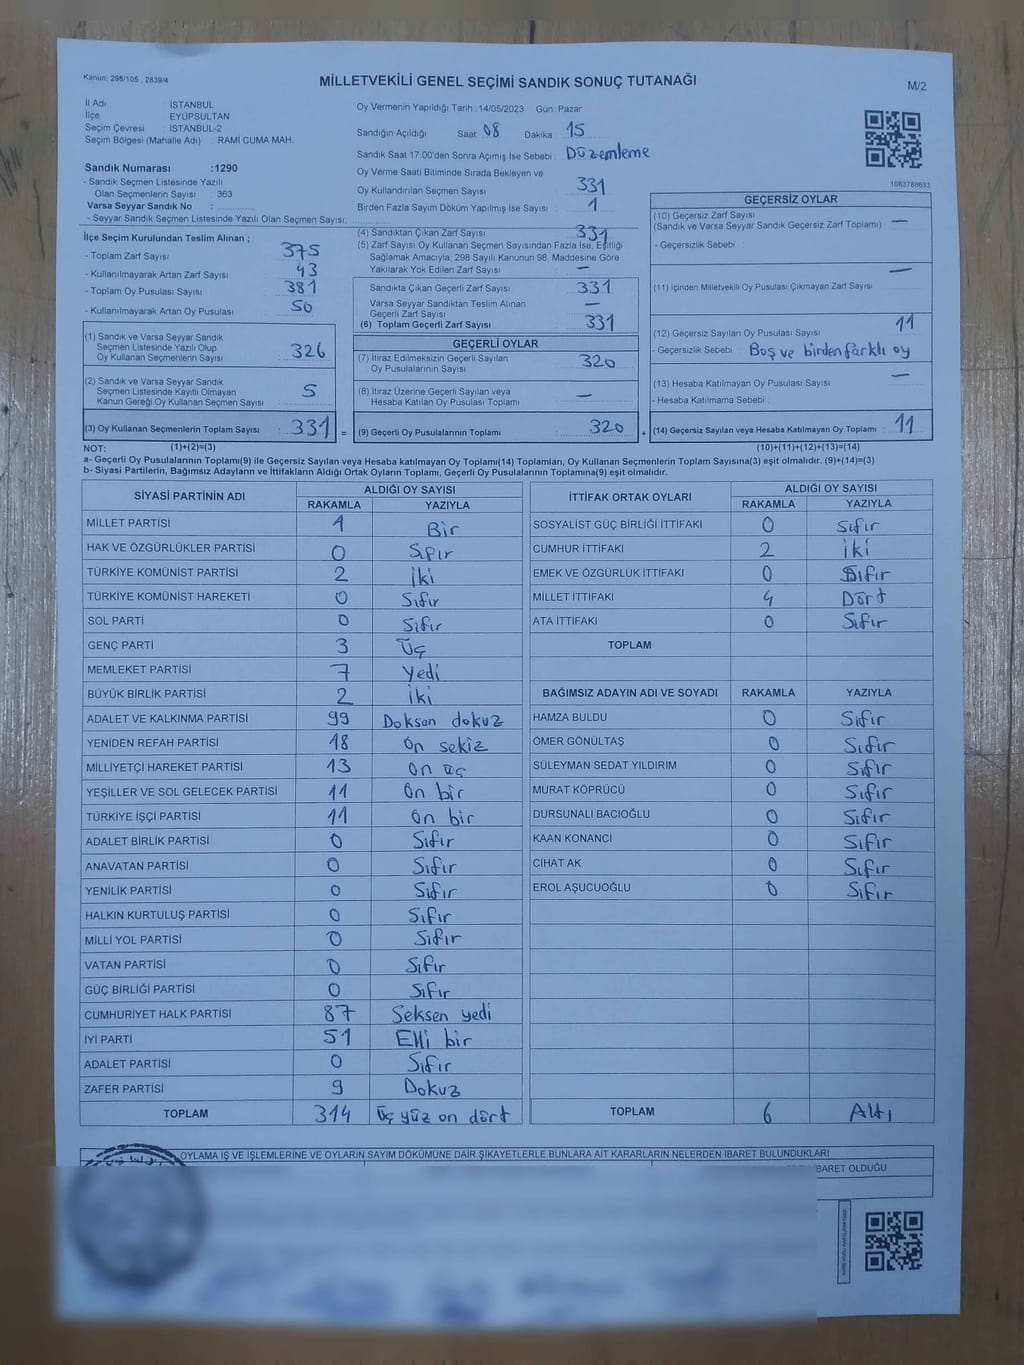 Kanun; 298/105 ; 2839/4
MİLLETVEKİLİ GENEL SEÇİMİ SANDIK SONUÇ TUTANAĞI
M/2
İl Adı : İSTANBUL
İlçe : EYÜPSULTAN
Seçim Çevresi : İSTANBUL-2
Seçim Bölgesi (Mahalle Adı) : RAMİ CUMA MAH.
Sandık Numarası :1290
- Sandık Seçmen Listesinde Yazılı
Olan Seçmenlerin Sayısı : 363
Varsa Seyyar Sandık No :
- Seyyar Sandık Seçmen Listesinde Yazılı Olan Seçmen Sayısı:
Oy Vermenin Yapıldığı Tarih : 14/05/2023 Gün: Pazar
Sandığın Açıldığı Saat 08 Dakika 15
Sandık Saat 17:00'den Sonra Açımış İse Sebebi : Düzemleme
Oy Verme Saati Bitiminde Sırada Bekleyen ve
Oy Kullandırılan Seçmen Sayısı 331
Birden Fazla Sayım Döküm Yapılmış İse Sayısı 1
1083788633
İlçe Seçim Kurulundan Teslim Alınan ;
- Toplam Zarf Sayısı : 375
- Kullanılmayarak Artan Zarf Sayısı : 43
- Toplam Oy Pusulası Sayısı : 381
- Kullanılmayarak Artan Oy Pusulası : 50
(1) Sandık ve Varsa Seyyar Sandık
Seçmen Listesinde Yazılı Olup
Oy Kullanan Seçmenlerin Sayısı : 326
(2) Sandık ve Varsa Seyyar Sandık
Seçmen Listesinde Kayıtlı Olmayan
Kanun Gereği Oy Kullanan Seçmen Sayısı 5
(3) Oy Kullanan Seçmenlerin Toplam Sayısı : 331 =
(4) Sandıktan Çıkan Zarf Sayısı 331
(5) Zarf Sayısı Oy Kullanan Seçmen Sayısından Fazla İse, Eşitliği
Sağlamak Amacıyla; 298 Sayılı Kanunun 98. Maddesine Göre
Yakılarak Yok Edilen Zarf Sayısı : —
Sandıkta Çıkan Geçerli Zarf Sayısı : 331
Varsa Seyyar Sandıktan Teslim Alınan
Geçerli Zarf Sayısı : —
(6) Toplam Geçerli Zarf Sayısı : 331
GEÇERLİ OYLAR
(7) İtiraz Edilmeksizin Geçerli Sayılan
Oy Pusulalarının Sayısı : 320
(8) İtiraz Üzerine Geçerli Sayılan veya
Hesaba Katılan Oy Pusulası Toplamı : —
(9) Geçerli Oy Pusulalarının Toplamı : 320 +
GEÇERSİZ OYLAR
(10) Geçersiz Zarf Sayısı
(Sandık ve Varsa Seyyar Sandık Geçersiz Zarf Toplamı) : —
- Geçersizlik Sebebi :
—
(11) İçinden Milletvekili Oy Pusulası Çıkmayan Zarf Sayısı :
(12) Geçersiz Sayılan Oy Pusulası Sayısı : 11
- Geçersizlik Sebebi : Boş ve birden farklı oy
(13) Hesaba Katılmayan Oy Pusulası Sayısı : —
- Hesaba Katılmama Sebebi :
(14) Geçersiz Sayılan veya Hesaba Katılmayan Oy Toplamı : 11
NOT: (1)+(2)=(3) (10)+(11)+(12)+(13)=(14)
a- Geçerli Oy Pusulalarının Toplamı(9) ile Geçersiz Sayılan veya Hesaba katılmayan Oy Toplamı(14) Toplamları, Oy Kullanan Seçmenlerin Toplam Sayısına(3) eşit olmalıdır. (9)+(14)=(3)
b- Siyasi Partilerin, Bağımsız Adayların ve İttifakların Aldığı Ortak Oyların Toplamı, Geçerli Oy Pusulalarının Toplamına(9) eşit olmalıdır.
SİYASİ PARTİNİN ADI ALDIĞI OY SAYISI
RAKAMLA YAZIYLA
MİLLET PARTİSİ 1 Bir
HAK VE ÖZGÜRLÜKLER PARTİSİ 0 Sıfır
TÜRKİYE KOMÜNİST PARTİSİ 2 iki
TÜRKİYE KOMÜNİST HAREKETİ 0 Sıfır
SOL PARTİ 0 Sıfır
GENÇ PARTİ 3 Üç
MEMLEKET PARTİSİ 7 Yedi
BÜYÜK BİRLİK PARTİSİ 2 İki
ADALET VE KALKINMA PARTİSİ 99 Doksan dokuz
YENİDEN REFAH PARTİSİ 18 On sekiz
MİLLİYETÇİ HAREKET PARTİSİ 13 On üç
YEŞİLLER VE SOL GELECEK PARTİSİ 11 On bir
TÜRKİYE İŞÇİ PARTİSİ 11 On bir
ADALET BİRLİK PARTİSİ 0 Sıfır
ANAVATAN PARTİSİ 0 Sıfır
YENİLİK PARTİSİ 0 Sıfır
HALKIN KURTULUŞ PARTİSİ 0 Sıfır
MİLLİ YOL PARTİSİ 0 Sıfır
VATAN PARTİSİ 0 Sıfır
GÜÇ BİRLİĞİ PARTİSİ 0 Sıfır
CUMHURİYET HALK PARTİSİ 87 Seksen yedi
İYİ PARTİ 51 Elli bir
ADALET PARTİSİ 0 Sıfır
ZAFER PARTİSİ 9 Dokuz
TOPLAM 314 Üç yüz on dört
İTTİFAK ORTAK OYLARI ALDIĞI OY SAYISI
RAKAMLA YAZIYLA
SOSYALİST GÜÇ BİRLİĞİ İTTİFAKI 0 Sıfır
CUMHUR İTTİFAKI 2 İki
EMEK VE ÖZGÜRLÜK İTTİFAKI 0 Sıfır
MİLLET İTTİFAKI 4 Dört
ATA İTTİFAKI 0 Sıfır
TOPLAM
BAĞIMSIZ ADAYIN ADI VE SOYADI RAKAMLA YAZIYLA
HAMZA BULDU 0 Sıfır
ÖMER GÖNÜLTAŞ 0 Sıfır
SÜLEYMAN SEDAT YILDIRIM 0 Sıfır
MURAT KÖPRÜCÜ 0 Sıfır
DURSUNALİ BACIOĞLU 0 Sıfır
KAAN KONANCİ 0 Sıfır
CİHAT AK 0 Sıfır
EROL AŞUCUOĞLU 0 Sıfır
TOPLAM 6 Altı
OYLAMA İŞ VE İŞLEMLERİNE VE OYLARIN SAYIM DÖKÜMÜNE DAİR ŞİKAYETLERLE BUNLARA AİT KARARLARIN NELERDEN İBARET BULUNDUKLARI
BARET OLDUĞU